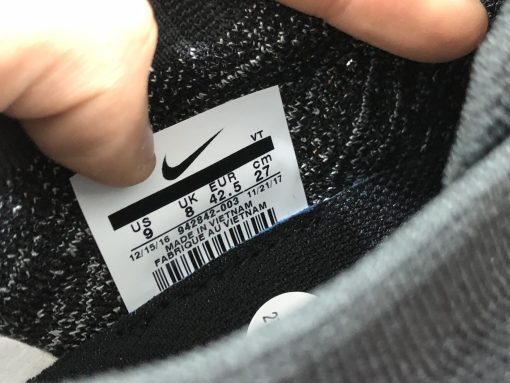 VT
US UK EUR cm
9 8 42.5 27
12/15/16 942842-003 11/21/17
MADE IN VIETNAM
FABRIQUE AU VIETNAM
2